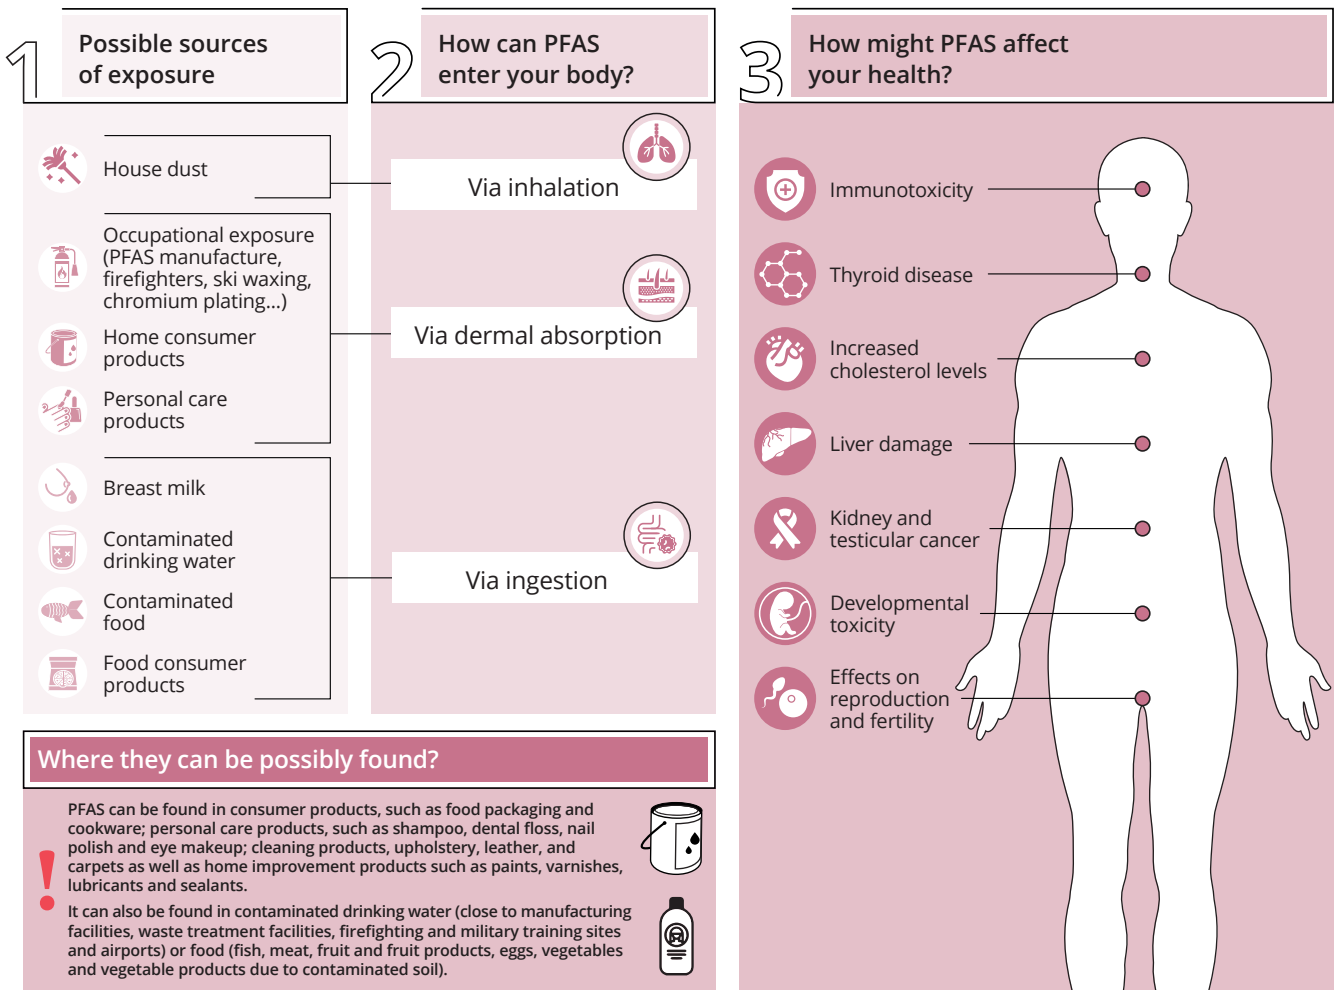 1
Possible sources
of exposure
House dust
Occupational exposure
(PFAS manufacture,
firefighters, ski waxing,
chromium plating...)
Home consumer
products
Personal care
products
Breast milk
Contaminated
drinking water
Contaminated
food
Food consumer
products
2
How can PFAS
enter your body?
Via inhalation
Via dermal absorption
Via ingestion
3
How might PFAS affect
your health?
Immunotoxicity
Thyroid disease
Increased
cholesterol levels
Liver damage
Kidney and
testicular cancer
Developmental
toxicity
Effects on
reproduction
and fertility
Where they can be possibly found?
!
PFAS can be found in consumer products, such as food packaging and
cookware; personal care products, such as shampoo, dental floss, nail
polish and eye makeup; cleaning products, upholstery, leather, and
carpets as well as home improvement products such as paints, varnishes,
lubricants and sealants.
It can also be found in contaminated drinking water (close to manufacturing
facilities, waste treatment facilities, firefighting and military training sites
and airports) or food (fish, meat, fruit and fruit products, eggs, vegetables
and vegetable products due to contaminated soil).